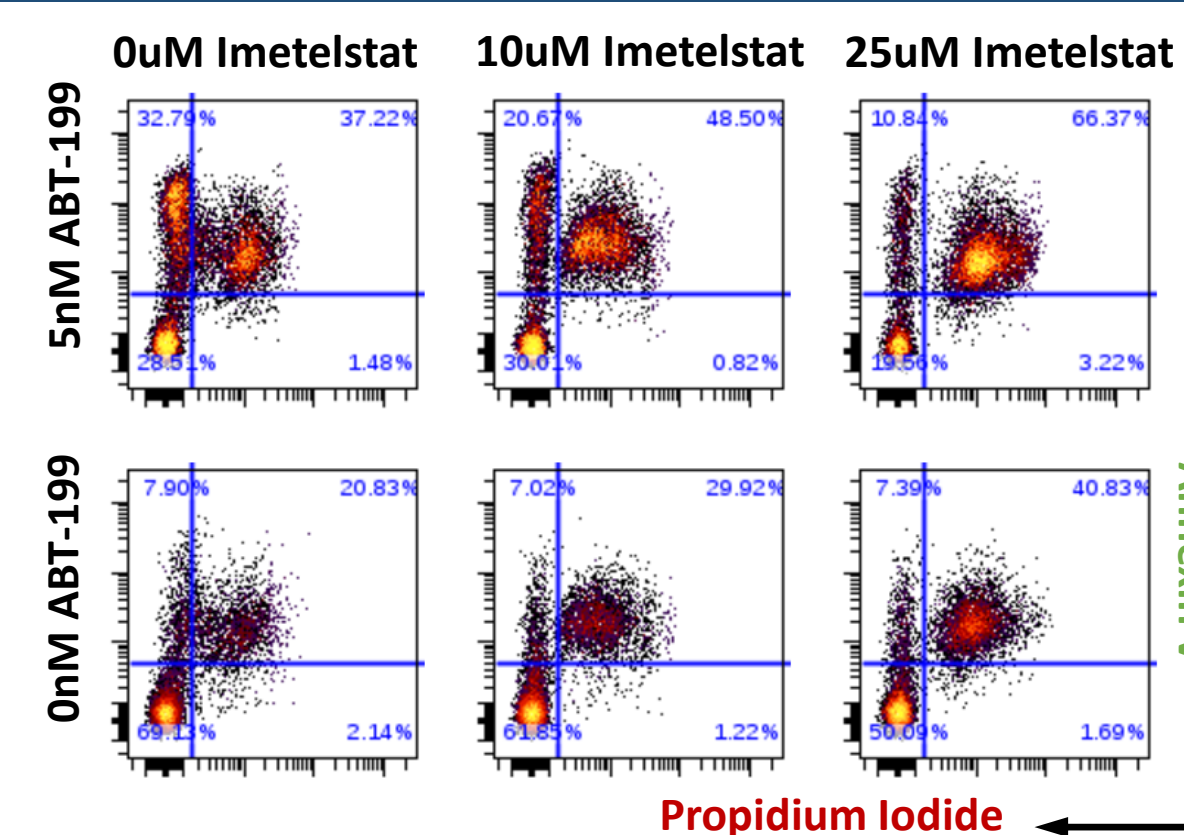 0uM Imetelstat 10uM Imetelstat 25uM Imetelstat
5nM ABT-199
32.79% 37.22% 20.67% 48.50% 10.84% 66.37%
28.51% 1.48% 30.01% 0.82% 19.56% 3.22%
0nM ABT-199
7.90% 20.83% 7.02% 29.92% 7.39% 40.83%
69.13% 2.14% 61.85% 1.22% 50.09% 1.69%
Propidium Iodide